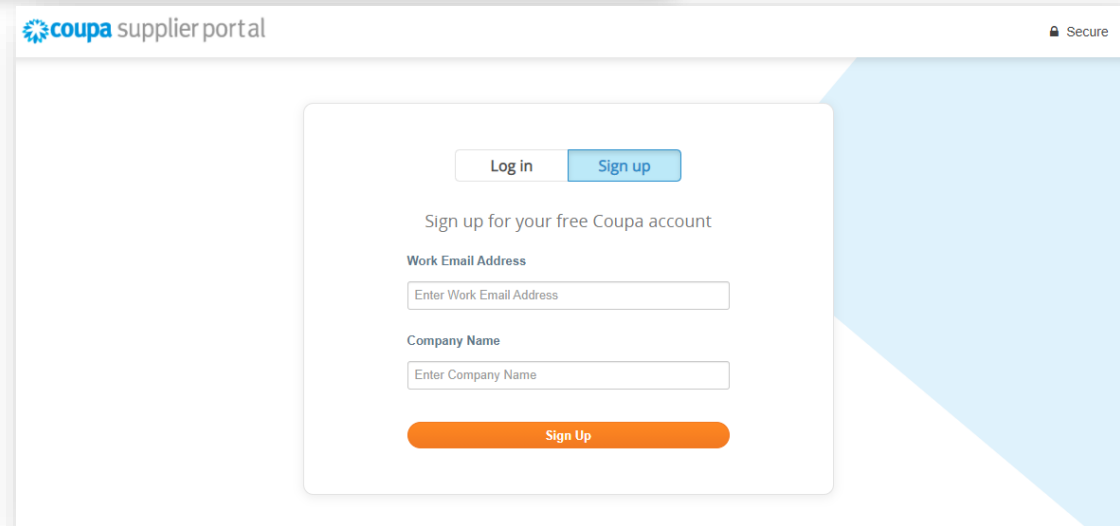 coupa supplier portal
Secure
Log in
Sign up
Sign up for your free Coupa account
Work Email Address
Enter Work Email Address
Company Name
Enter Company Name
Sign Up